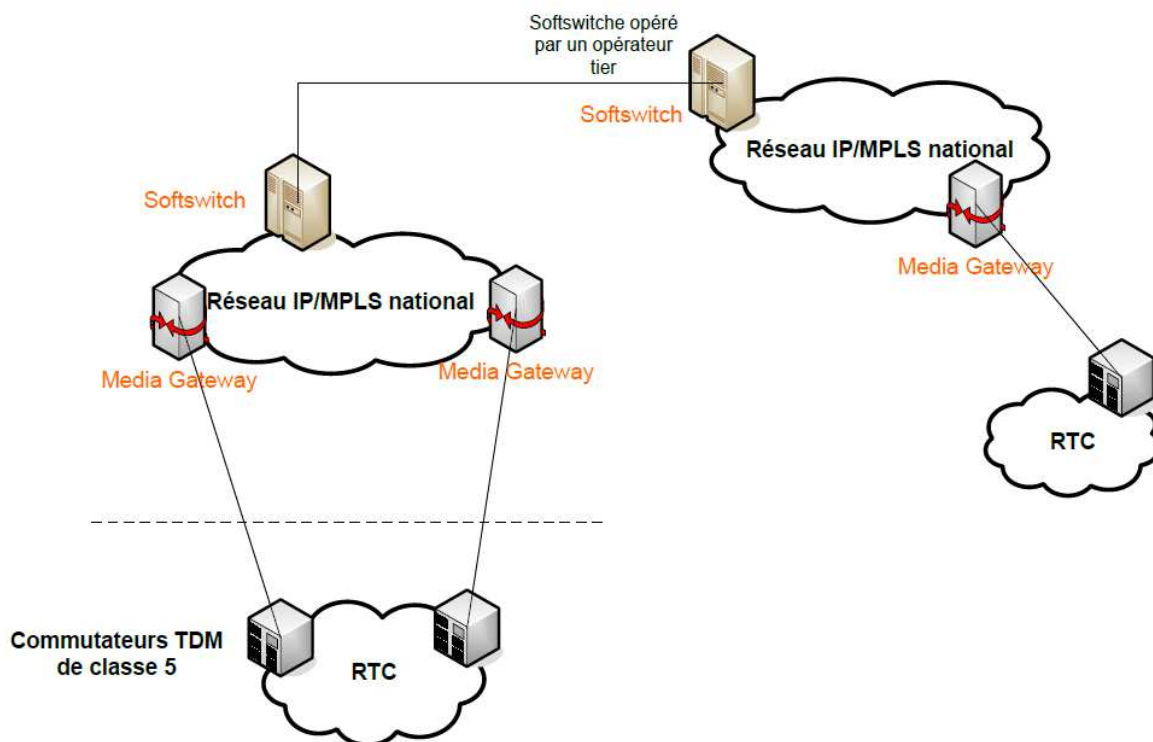 Softswitche opéré
par un opérateur
tier
Softswitch
Réseau IP/MPLS national
Softswitch
Media Gateway
Réseau IP/MPLS national
Media Gateway
Media Gateway
RTC
Commutateurs TDM
de classe 5
RTC